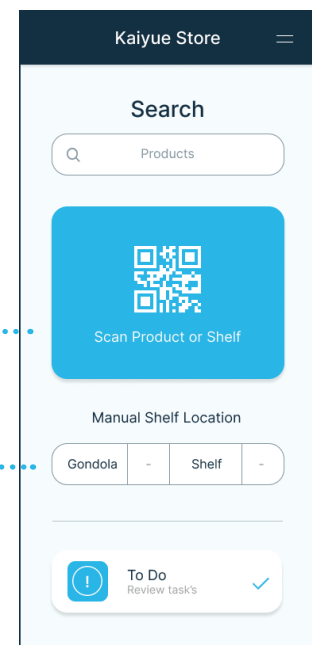 Kaiyue Store
Search
Products
Scan Product or Shelf
Manual Shelf Location
Gondola - Shelf -
!
To Do
Review task's